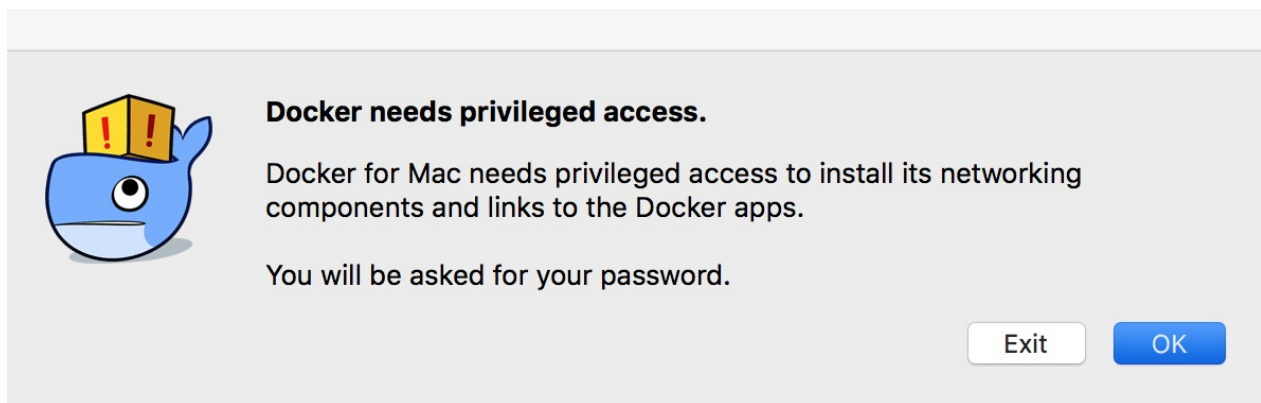 Docker needs privileged access.
Docker for Mac needs privileged access to install its networking
components and links to the Docker apps.
You will be asked for your password.
Exit
OK